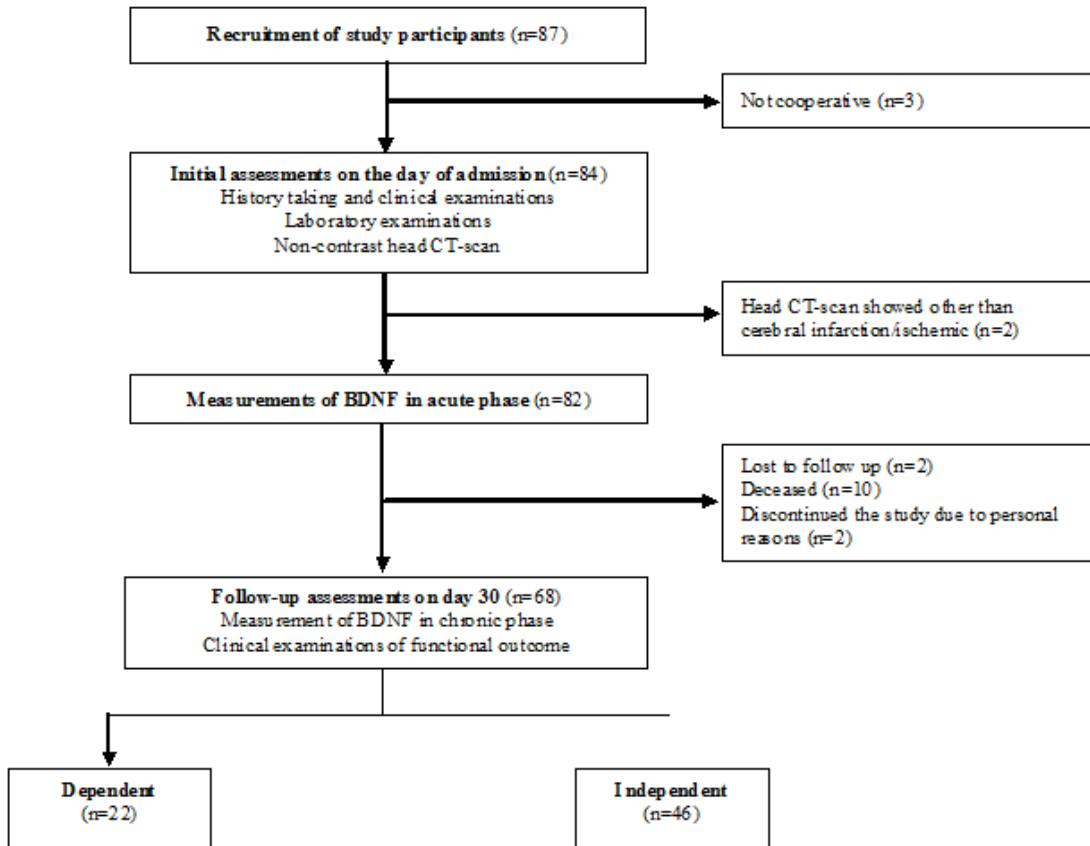 Recruitment of study participants (n=87)
Not cooperative (n=3)
Initial assessments on the day of admission (n=84)
History taking and clinical examinations
Laboratory examinations
Non-contrast head CT-scan
Head CT-scan showed other than
cerebral infarction/ischemic (n=2)
Measurements of BDNF in acute phase (n=82)
Lost to follow up (n=2)
Deceased (n=10)
Discontinued the study due to personal
reasons (n=2)
Follow-up assessments on day 30 (n=68)
Measurement of BDNF in chronic phase
Clinical examinations of functional outcome
Dependent
(n=22)
Independent
(n=46)